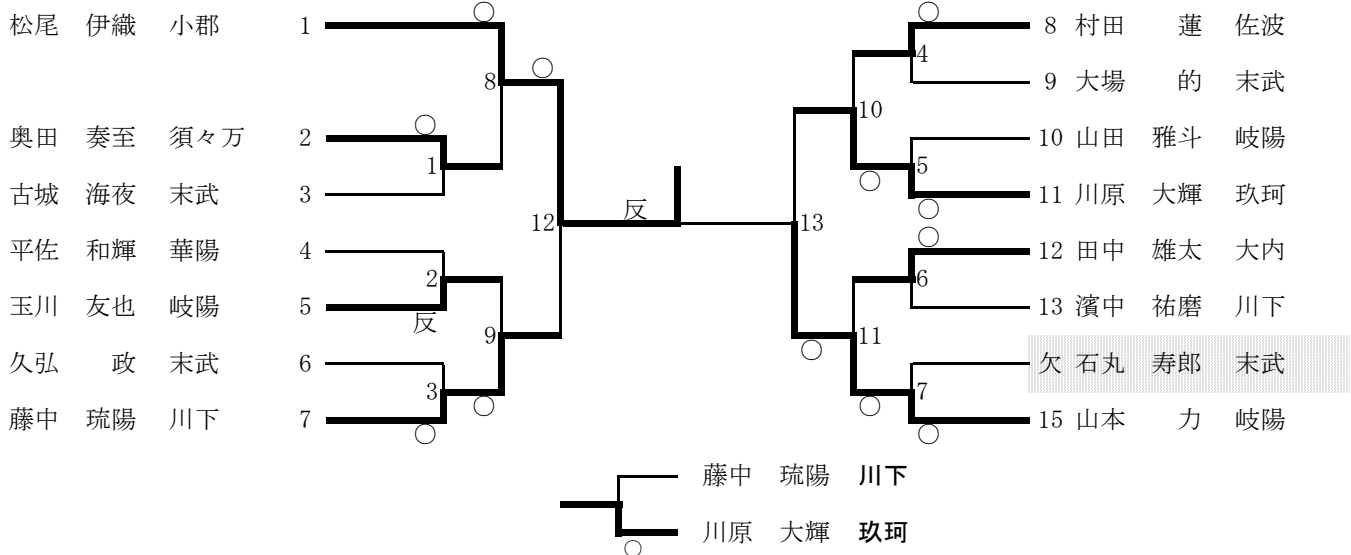 松尾 伊織 小郡 1
奥田 奏至 須々万 2
古城 海夜 末武 3
平佐 和輝 華陽 4
玉川 友也 岐陽 5
久弘 政 末武 6
藤中 琉陽 川下 7
○
○
8
○
1
12
反
2
反
9
3
○
○
○
4
10
5
○
○
13
○
6
11
○
○
7
○
8 村田 蓮 佐波
9 大場 的 末武
10 山田 雅斗 岐陽
11 川原 大輝 玖珂
12 田中 雄太 大内
13 濱中 祐磨 川下
欠 石丸 寿郎 末武
15 山本 力 岐陽
藤中 琉陽 川下
川原 大輝 玖珂
○